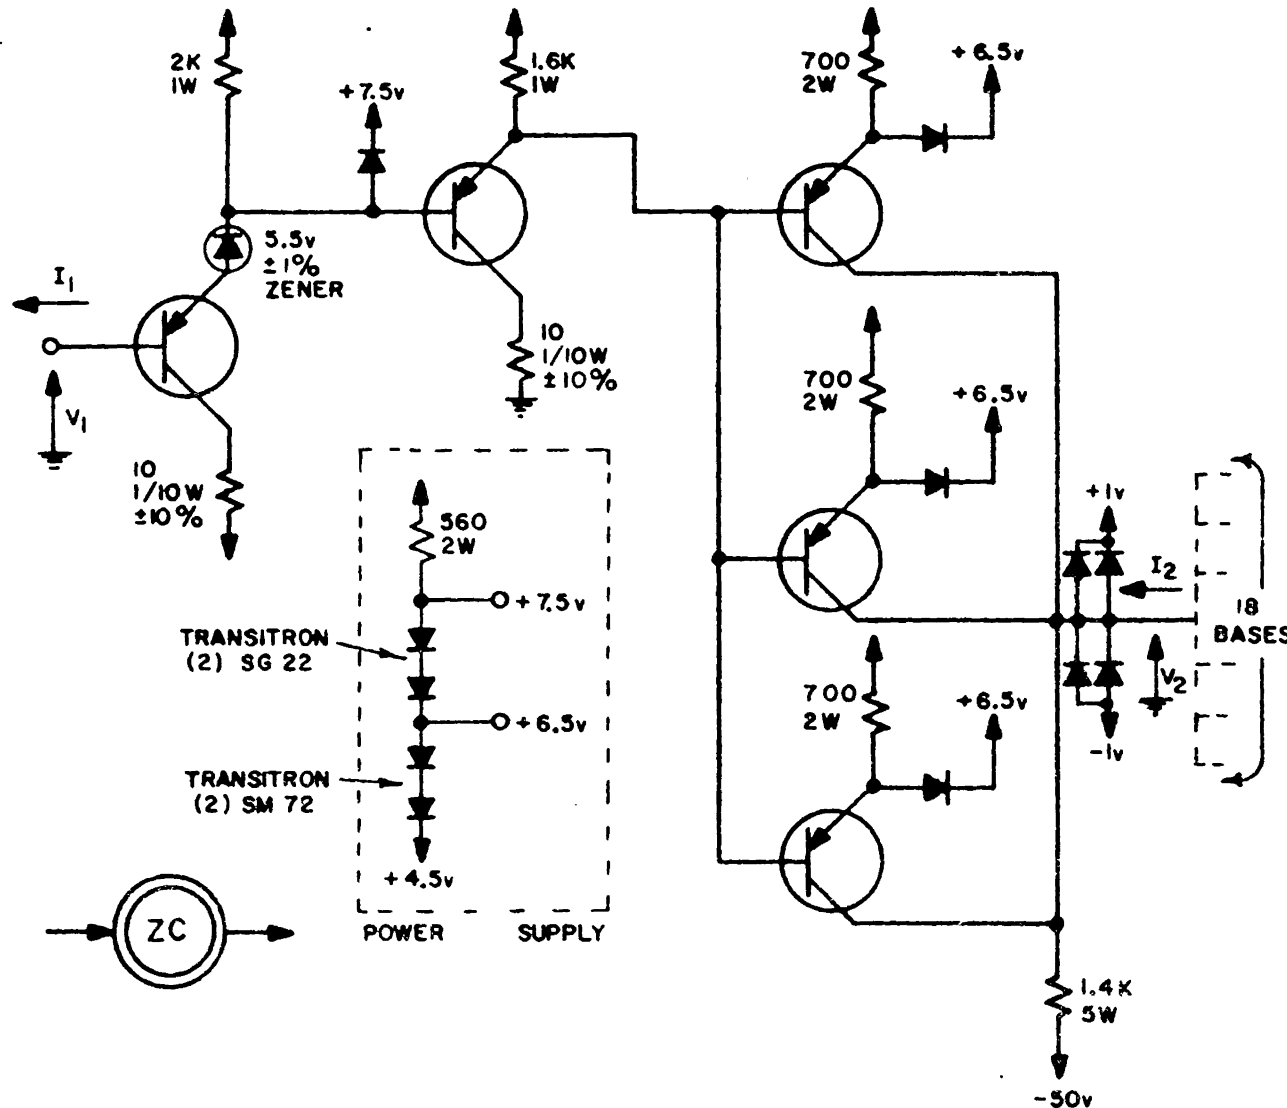 2K
1W
+7.5v
1.6K
1W
700
2W
+6.5v
5.5v
±1%
ZENER
I1
V1
10
1/10W
±10%
10
1/10W
±10%
700
2W
+6.5v
560
2W
+7.5v
TRANSITRON
(2) SG 22
+6.5v
TRANSITRON
(2) SM 72
+4.5v
POWER SUPPLY
700
2W
+6.5v
+1v
I2
18
BASES
V2
-1v
ZC
1.4K
5W
-50v